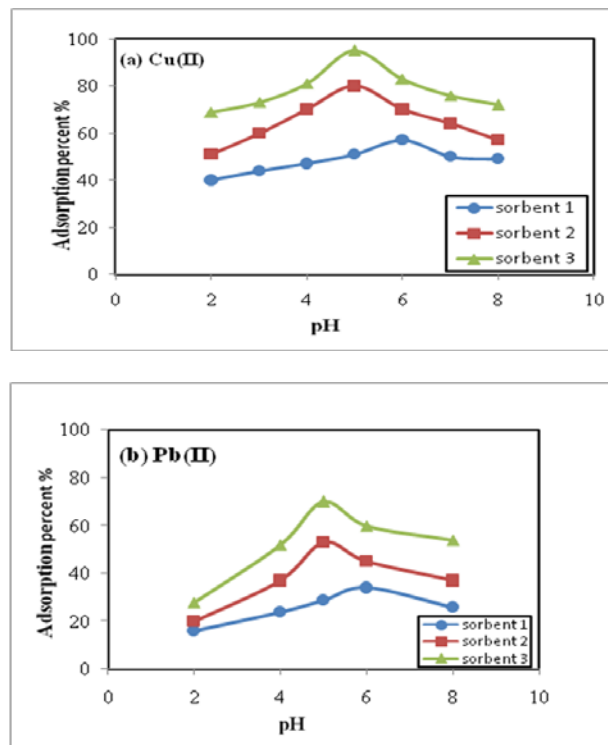 100
(a) Cu(II)
80
60
40
20
0
Adsorption percent %
sorbent 1
sorbent 2
sorbent 3
0 2 4 6 8 10
pH
100
(b) Pb(II)
80
60
40
20
0
Adsorption percent %
sorbent 1
sorbent 2
sorbent 3
0 2 4 6 8 10
pH